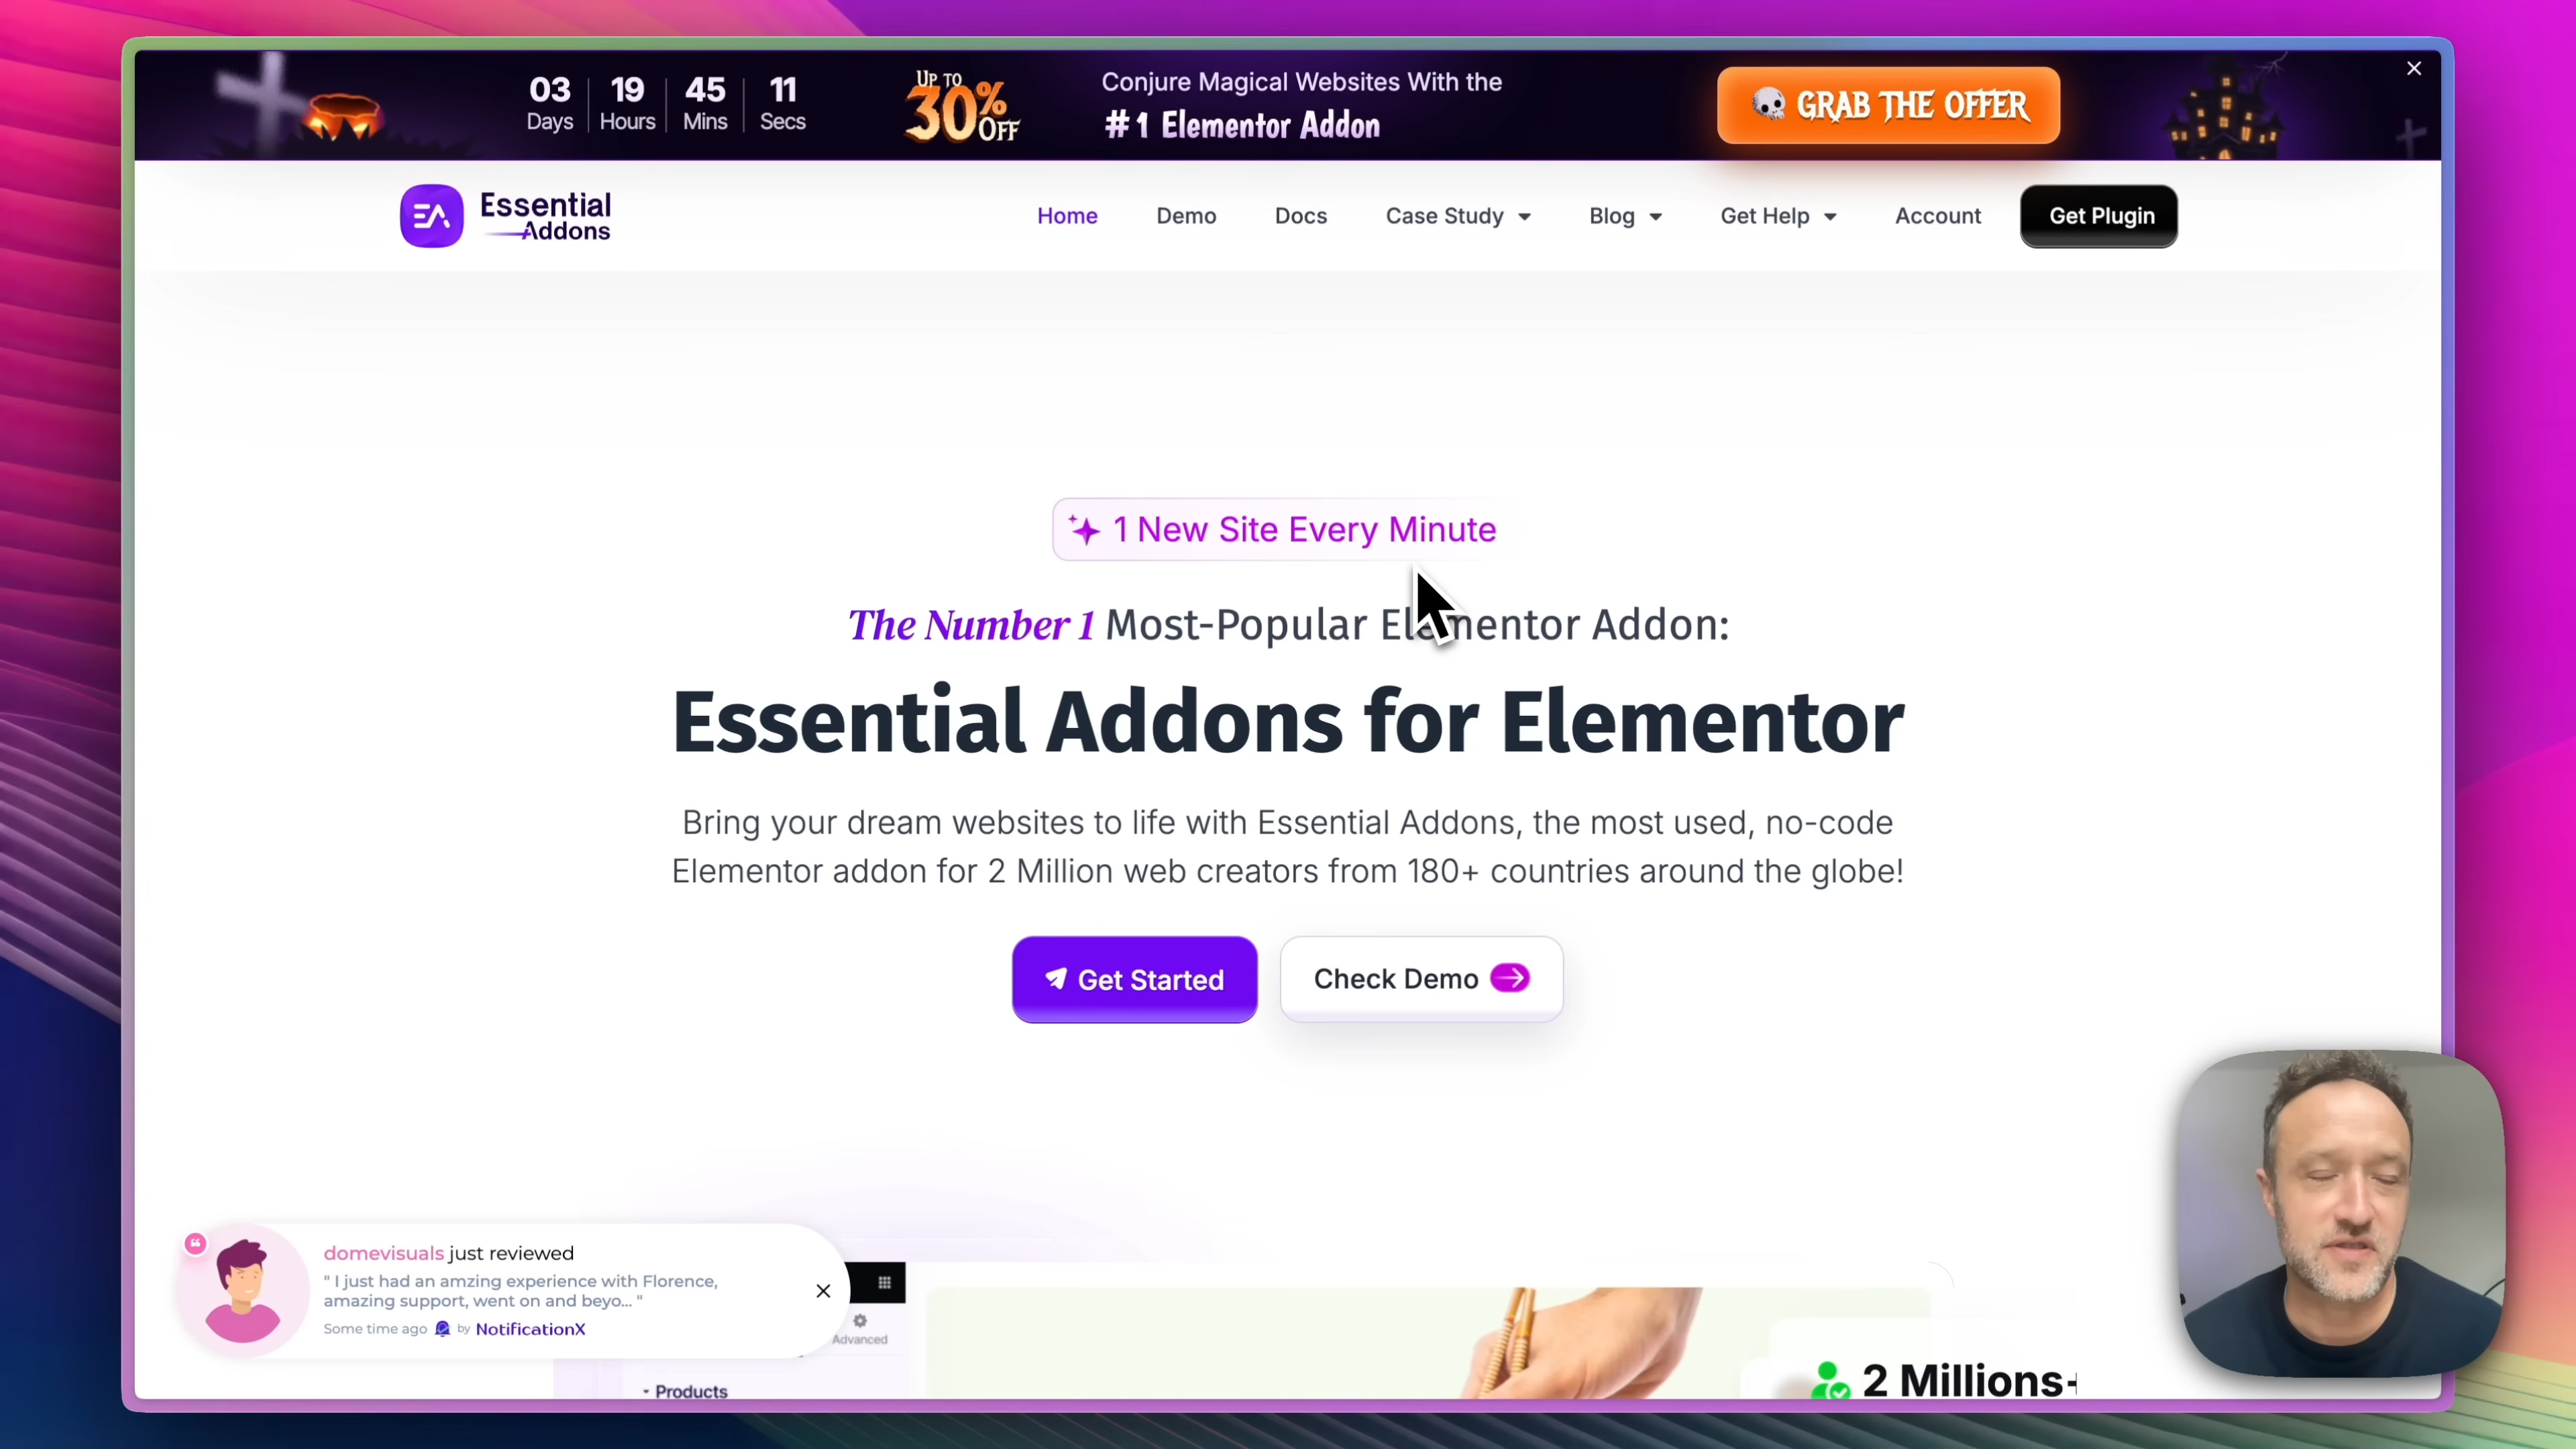 03 19 45 11
Days Hours Mins Secs
UP TO
30%
OFF
Conjure Magical Websites With the
#1 Elementor Addon
GRAB THE OFFER
EA
Essential
Addons
Home Demo Docs Case Study Blog Get Help Account Get Plugin
1 New Site Every Minute
The Number 1 Most-Popular Elementor Addon:
Essential Addons for Elementor
Bring your dream websites to life with Essential Addons, the most used, no-code
Elementor addon for 2 Million web creators from 180+ countries around the globe!
Get Started
Check Demo
domevisuals just reviewed
" I just had an amzing experience with Florence,
amazing support, went on and beyo... "
Some time ago by NotificationX
Advanced
Products
2 Millions+